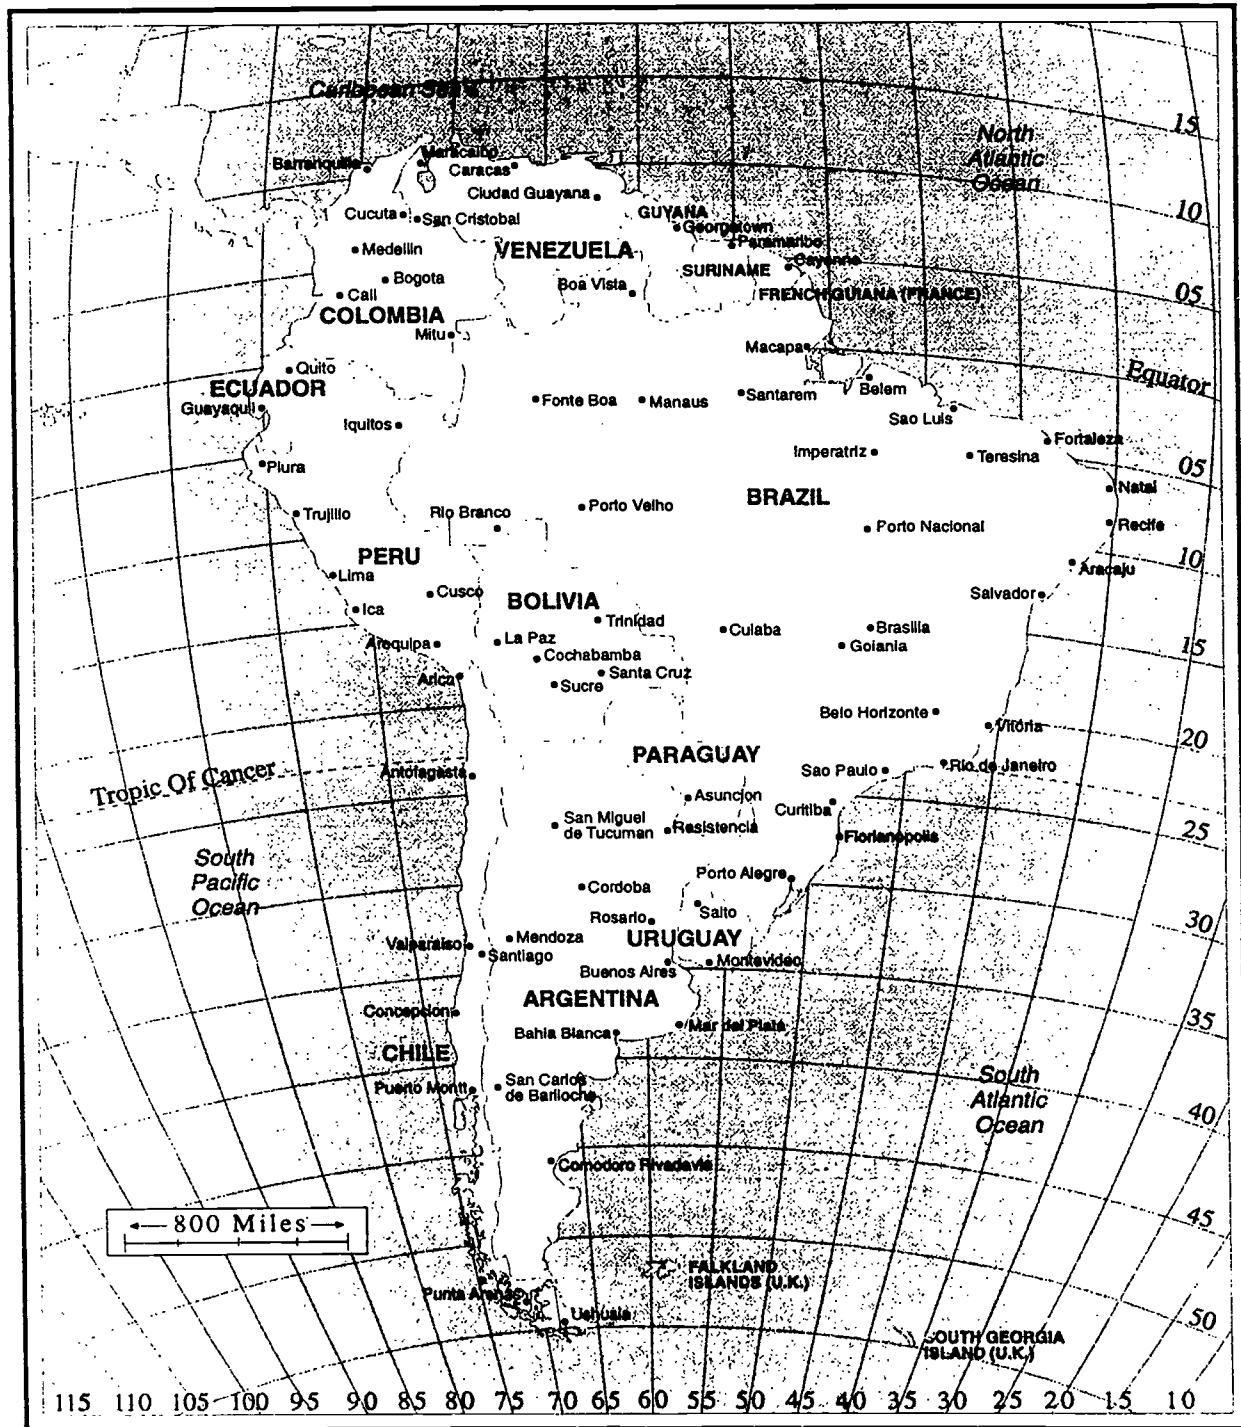 Caribbean Sea
North
Atlantic
Ocean
15
Barranquilla
Maracaibo
Caracas
Ciudad Guayana
10
Cucuta
San Cristobal
GUYANA
Georgetown
Medellin
VENEZUELA
Paramaribo
Bogota
Boa Vista
SURINAME
Cayenne
Cali
FRENCH GUIANA (FRANCE)
05
COLOMBIA
Mitu
Macapa
Quito
Equator
ECUADOR
Belem
Guayaquil
Fonte Boa
Manaus
Santarem
Sao Luis
Iquitos
Fortaleza
Imperatriz
Teresina
Piura
05
Natal
BRAZIL
Trujillo
Rio Branco
Porto Velho
Porto Nacional
Recife
PERU
10
Lima
Aracaju
Cusco
BOLIVIA
Salvador
Ica
Trinidad
Cuiaba
Brasilia
Arequipa
La Paz
Goiania
15
Cochabamba
Arica
Santa Cruz
Sucre
Belo Horizonte
Vitoria
20
PARAGUAY
Tropic Of Cancer
Antofagasta
Sao Paulo
Rio de Janeiro
Asuncion
Curitiba
San Miguel
de Tucuman
Resistencia
Florianopolis
25
South
Pacific
Ocean
Cordoba
Porto Alegre
Rosario
Salto
30
Valparaiso
Mendoza
URUGUAY
Santiago
Buenos Aires
Montevideo
ARGENTINA
Concepcion
Bahia Blanca
Mar del Plata
35
CHILE
Puerto Montt
San Carlos
de Bariloche
South
Atlantic
Ocean
40
Comodoro Rivadavia
800 Miles
45
FALKLAND
ISLANDS (U.K.)
Punta Arenas
Ushuaia
50
SOUTH GEORGIA
ISLAND (U.K.)
115 110 105 100 95 90 85 80 75 70 65 60 55 50 45 40 35 30 25 20 15 10